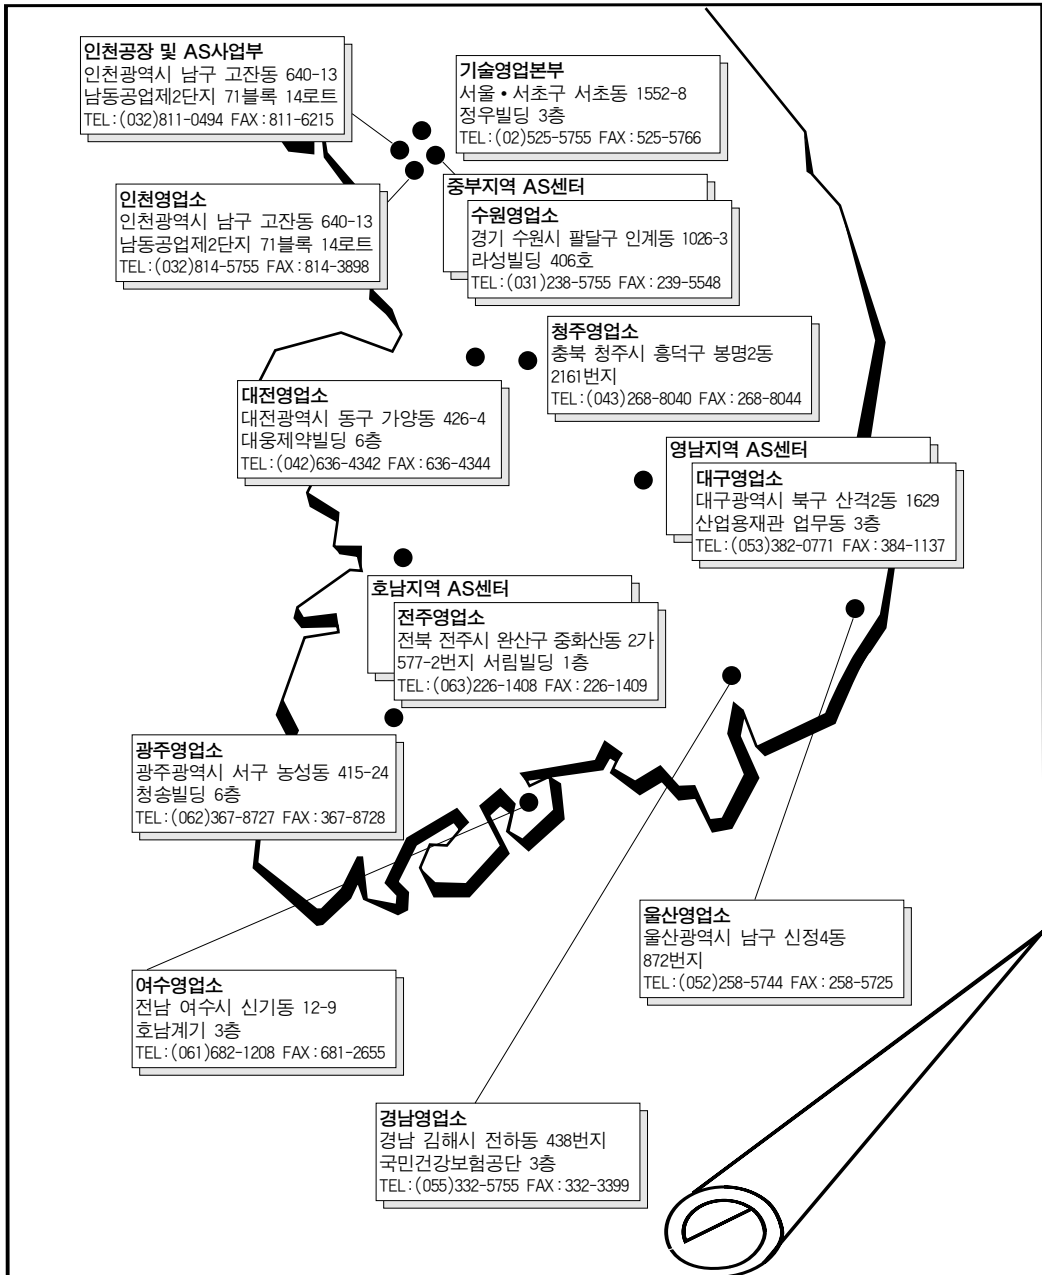 인천공장 및 AS사업부
인천광역시 남구 고잔동 640-13
남동공업제2단지 71블록 14로트
TEL:(032)811-0494 FAX:811-6215
기술영업본부
서울•서초구 서초동 1552-8
정우빌딩 3층
TEL:(02)525-5755 FAX:525-5766
인천영업소
인천광역시 남구 고잔동 640-13
남동공업제2단지 71블록 14로트
TEL:(032)814-5755 FAX:814-3898
중부지역 AS센터
수원영업소
경기 수원시 팔달구 인계동 1026-3
라성빌딩 406호
TEL:(031)238-5755 FAX:239-5548
청주영업소
충북 청주시 흥덕구 봉명2동
2161번지
TEL:(043)268-8040 FAX:268-8044
대전영업소
대전광역시 동구 가양동 426-4
대웅제약빌딩 6층
TEL:(042)636-4342 FAX:636-4344
영남지역 AS센터
대구영업소
대구광역시 북구 산격2동 1629
산업용재관 업무동 3층
TEL:(053)382-0771 FAX:384-1137
호남지역 AS센터
전주영업소
전북 전주시 완산구 중화산동 2가
577-2번지 서림빌딩 1층
TEL:(063)226-1408 FAX:226-1409
광주영업소
광주광역시 서구 농성동 415-24
청송빌딩 6층
TEL:(062)367-8727 FAX:367-8728
울산영업소
울산광역시 남구 신정4동
872번지
TEL:(052)258-5744 FAX:258-5725
여수영업소
전남 여수시 신기동 12-9
호남계기 3층
TEL:(061)682-1208 FAX:681-2655
경남영업소
경남 김해시 전하동 438번지
국민건강보험공단 3층
TEL:(055)332-5755 FAX:332-3399